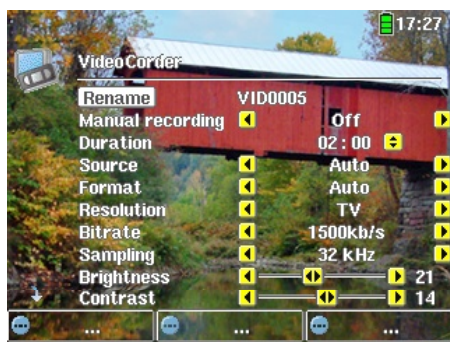 17:27
VideoCorder
Rename VID0005
Manual recording Off
Duration 02 : 00
Source Auto
Format Auto
Resolution TV
Bitrate 1500kb/s
Sampling 32 kHz
Brightness 21
Contrast 14
... ... ...